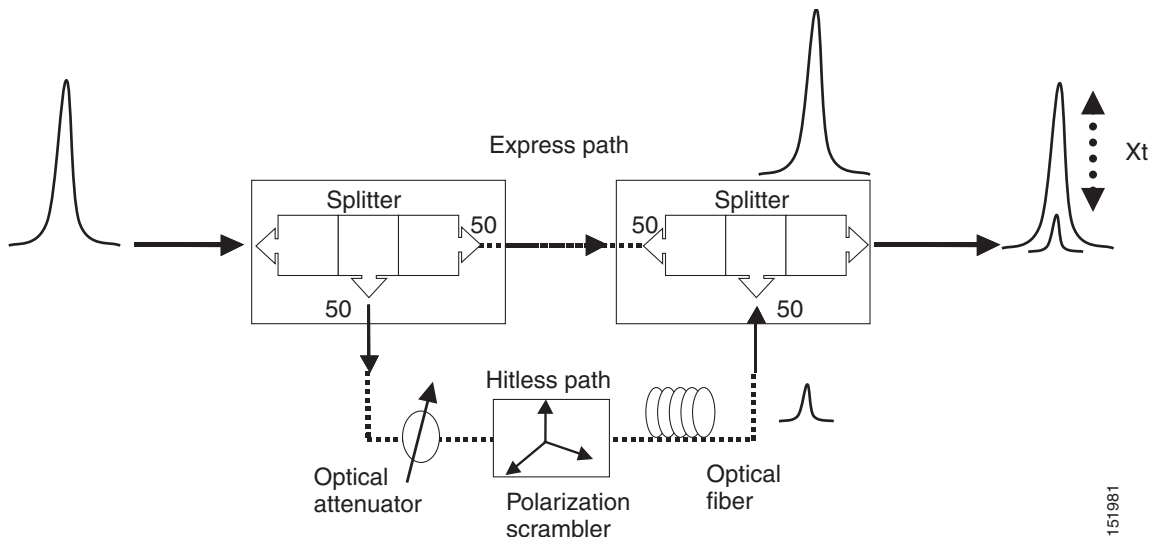 Express path
Xt
Splitter
50
50
Splitter
50
50
Hitless path
Optical
attenuator
Polarization
scrambler
Optical
fiber
151981